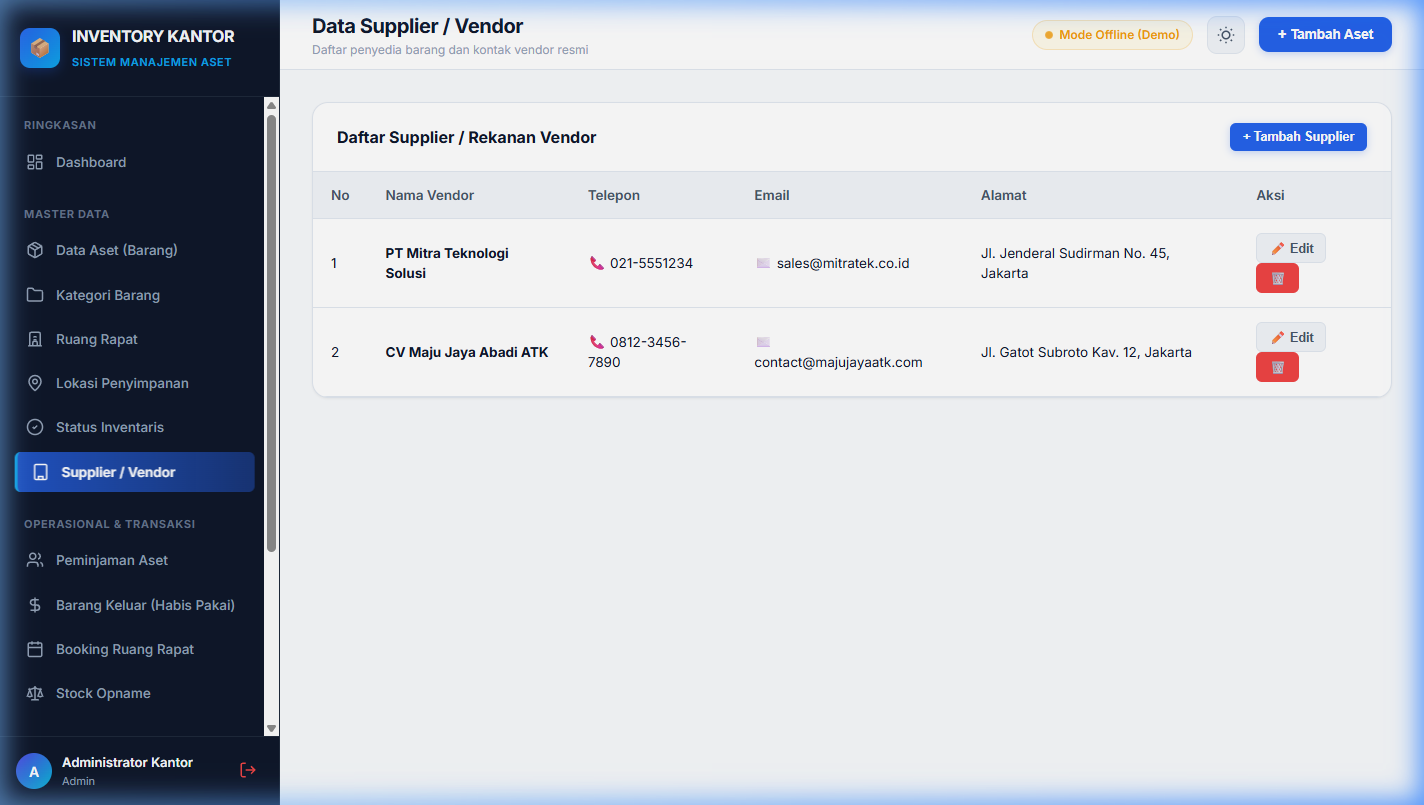 INVENTORY KANTOR
SISTEM MANAJEMEN ASET
RINGKASAN
Dashboard
MASTER DATA
Data Aset (Barang)
Kategori Barang
Ruang Rapat
Lokasi Penyimpanan
Status Inventaris
Supplier / Vendor
OPERASIONAL & TRANSAKSI
Peminjaman Aset
Barang Keluar (Habis Pakai)
Booking Ruang Rapat
Stock Opname
A
Administrator Kantor
Admin
Data Supplier / Vendor
Daftar penyedia barang dan kontak vendor resmi
Mode Offline (Demo)
+ Tambah Aset
Daftar Supplier / Rekanan Vendor
+ Tambah Supplier
No Nama Vendor Telepon Email Alamat Aksi
1
PT Mitra Teknologi
Solusi
021-5551234
sales@mitratek.co.id
Jl. Jenderal Sudirman No. 45,
Jakarta
Edit
2
CV Maju Jaya Abadi ATK
0812-3456-
7890
contact@majujayaatk.com
Jl. Gatot Subroto Kav. 12, Jakarta
Edit